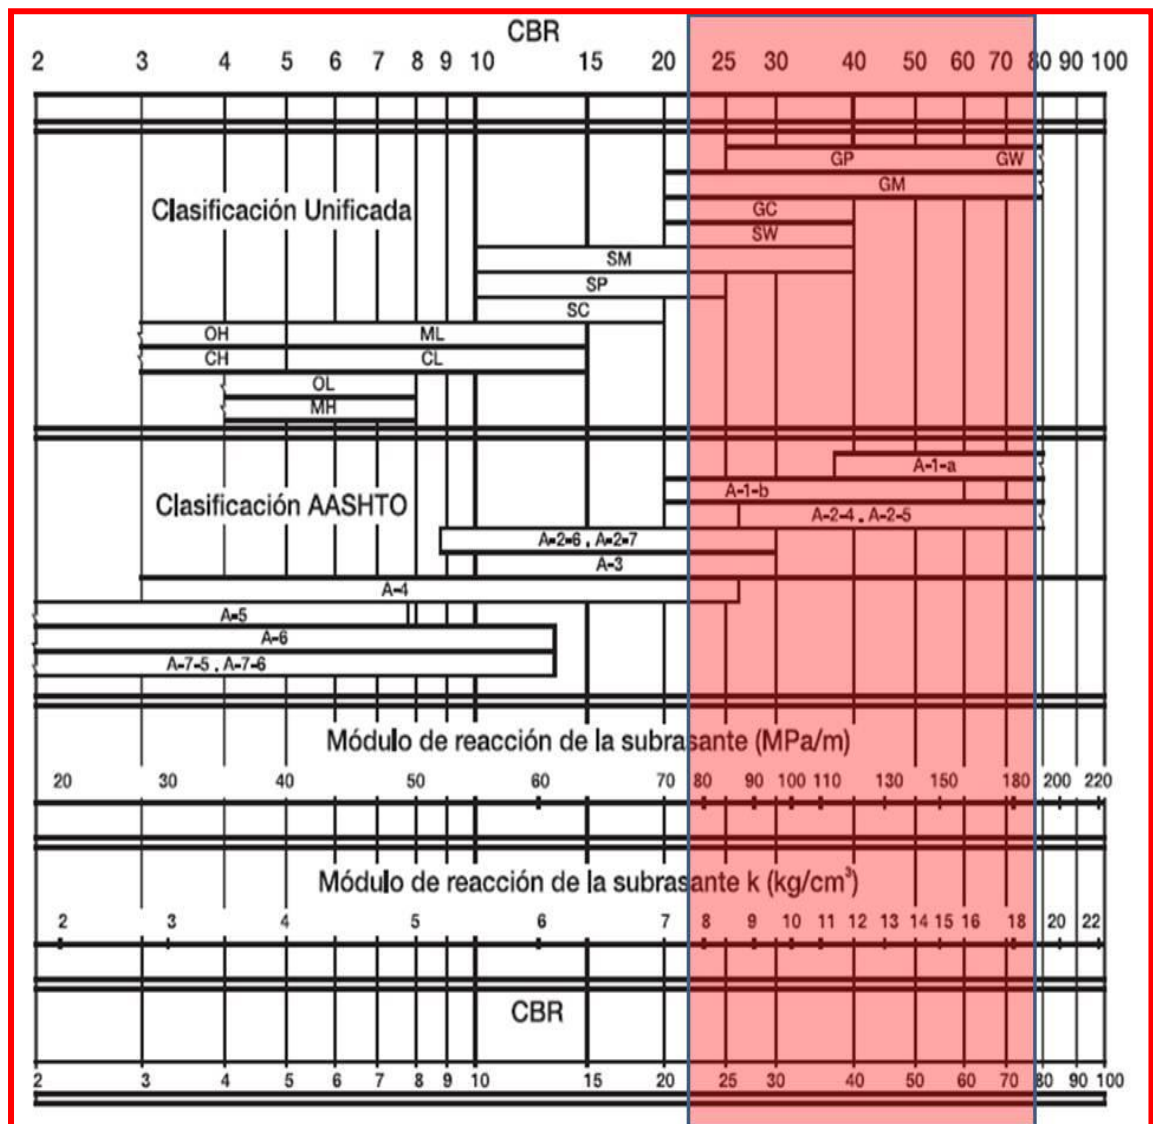 CBR
2 3 4 5 6 7 8 9 10 15 20 25 30 40 50 60 70 80 90 100
GP GW
GM
Clasificación Unificada GC
SW
SM
SP
SC
OH ML
CH CL
OL
MH
A-1-a
A-1-b
Clasificación AASHTO A-2-4 . A-2-5
A-2-6 . A-2-7
A-3
A-4
A-5
A-6
A-7-5 . A-7-6
Módulo de reacción de la subrasante (MPa/m)
20 30 40 50 60 70 80 90 100 110 130 150 180 200 220
Módulo de reacción de la subrasante k (kg/cm³)
2 3 4 5 6 7 8 9 10 11 12 13 14 15 16 18 20 22
CBR
2 3 4 5 6 7 8 9 10 15 20 25 30 40 50 60 70 80 90 100